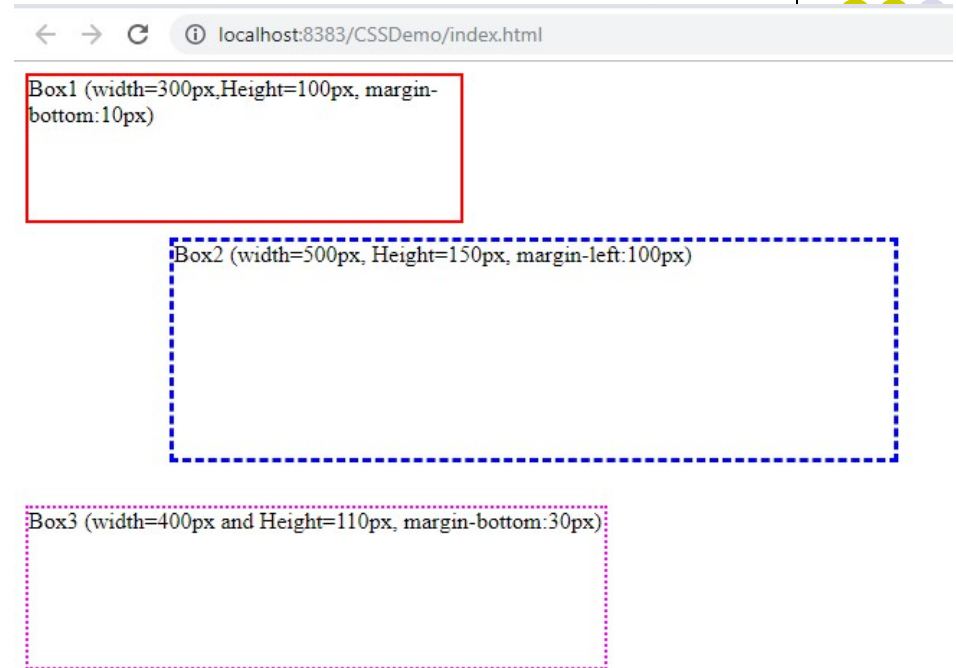 localhost:8383/CSSDemo/index.html
Box1 (width=300px,Height=100px, margin-
bottom:10px)
Box2 (width=500px, Height=150px, margin-left:100px)
Box3 (width=400px and Height=110px, margin-bottom:30px)